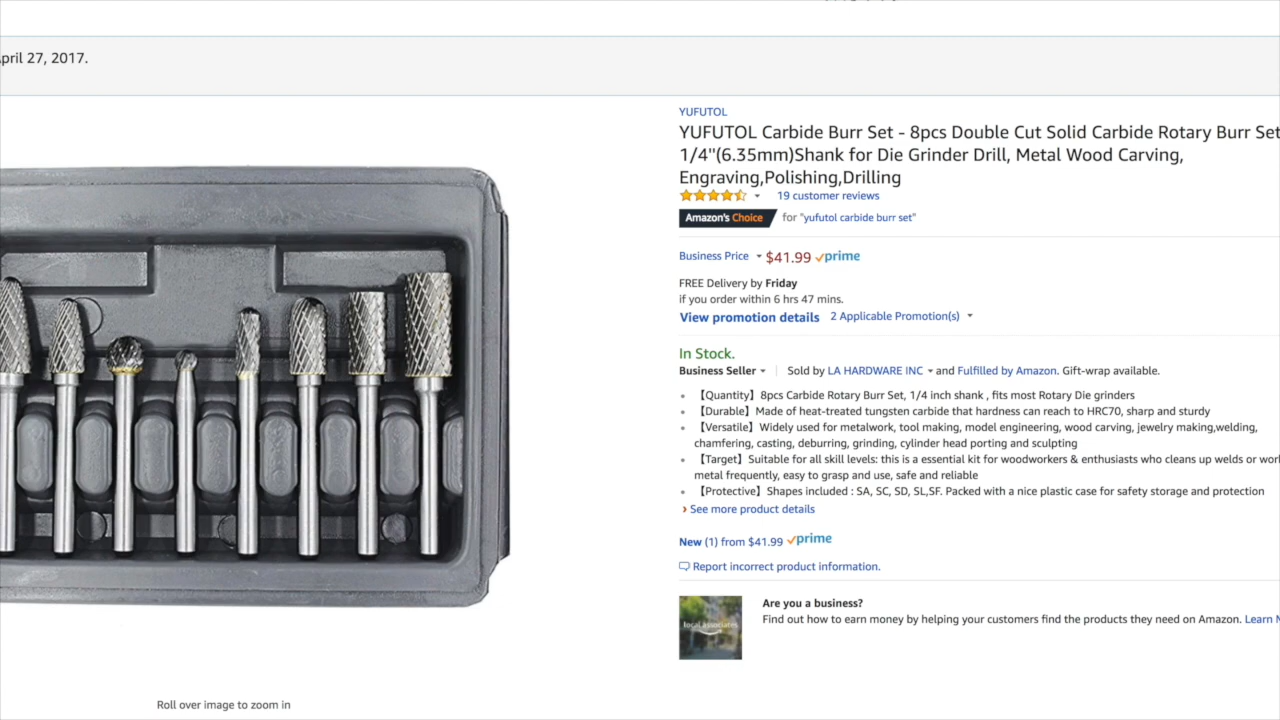 pril 27, 2017.
YUFUTOL
YUFUTOL Carbide Burr Set - 8pcs Double Cut Solid Carbide Rotary Burr Set
1/4''(6.35mm)Shank for Die Grinder Drill, Metal Wood Carving,
Engraving,Polishing,Drilling
19 customer reviews
Amazon's Choice for "yufutol carbide burr set"
Business Price $41.99 prime
FREE Delivery by Friday
if you order within 6 hrs 47 mins.
View promotion details 2 Applicable Promotion(s)
In Stock.
Business Seller Sold by LA HARDWARE INC and Fulfilled by Amazon. Gift-wrap available.
【Quantity】8pcs Carbide Rotary Burr Set, 1/4 inch shank , fits most Rotary Die grinders
【Durable】Made of heat-treated tungsten carbide that hardness can reach to HRC70, sharp and sturdy
【Versatile】Widely used for metalwork, tool making, model engineering, wood carving, jewelry making,welding,
chamfering, casting, deburring, grinding, cylinder head porting and sculpting
【Target】Suitable for all skill levels: this is a essential kit for woodworkers & enthusiasts who cleans up welds or wor
metal frequently, easy to grasp and use, safe and reliable
【Protective】Shapes included : SA, SC, SD, SL,SF. Packed with a nice plastic case for safety storage and protection
› See more product details
New (1) from $41.99 prime
Report incorrect product information.
local associates
Are you a business?
Find out how to earn money by helping your customers find the products they need on Amazon. Learn
Roll over image to zoom in